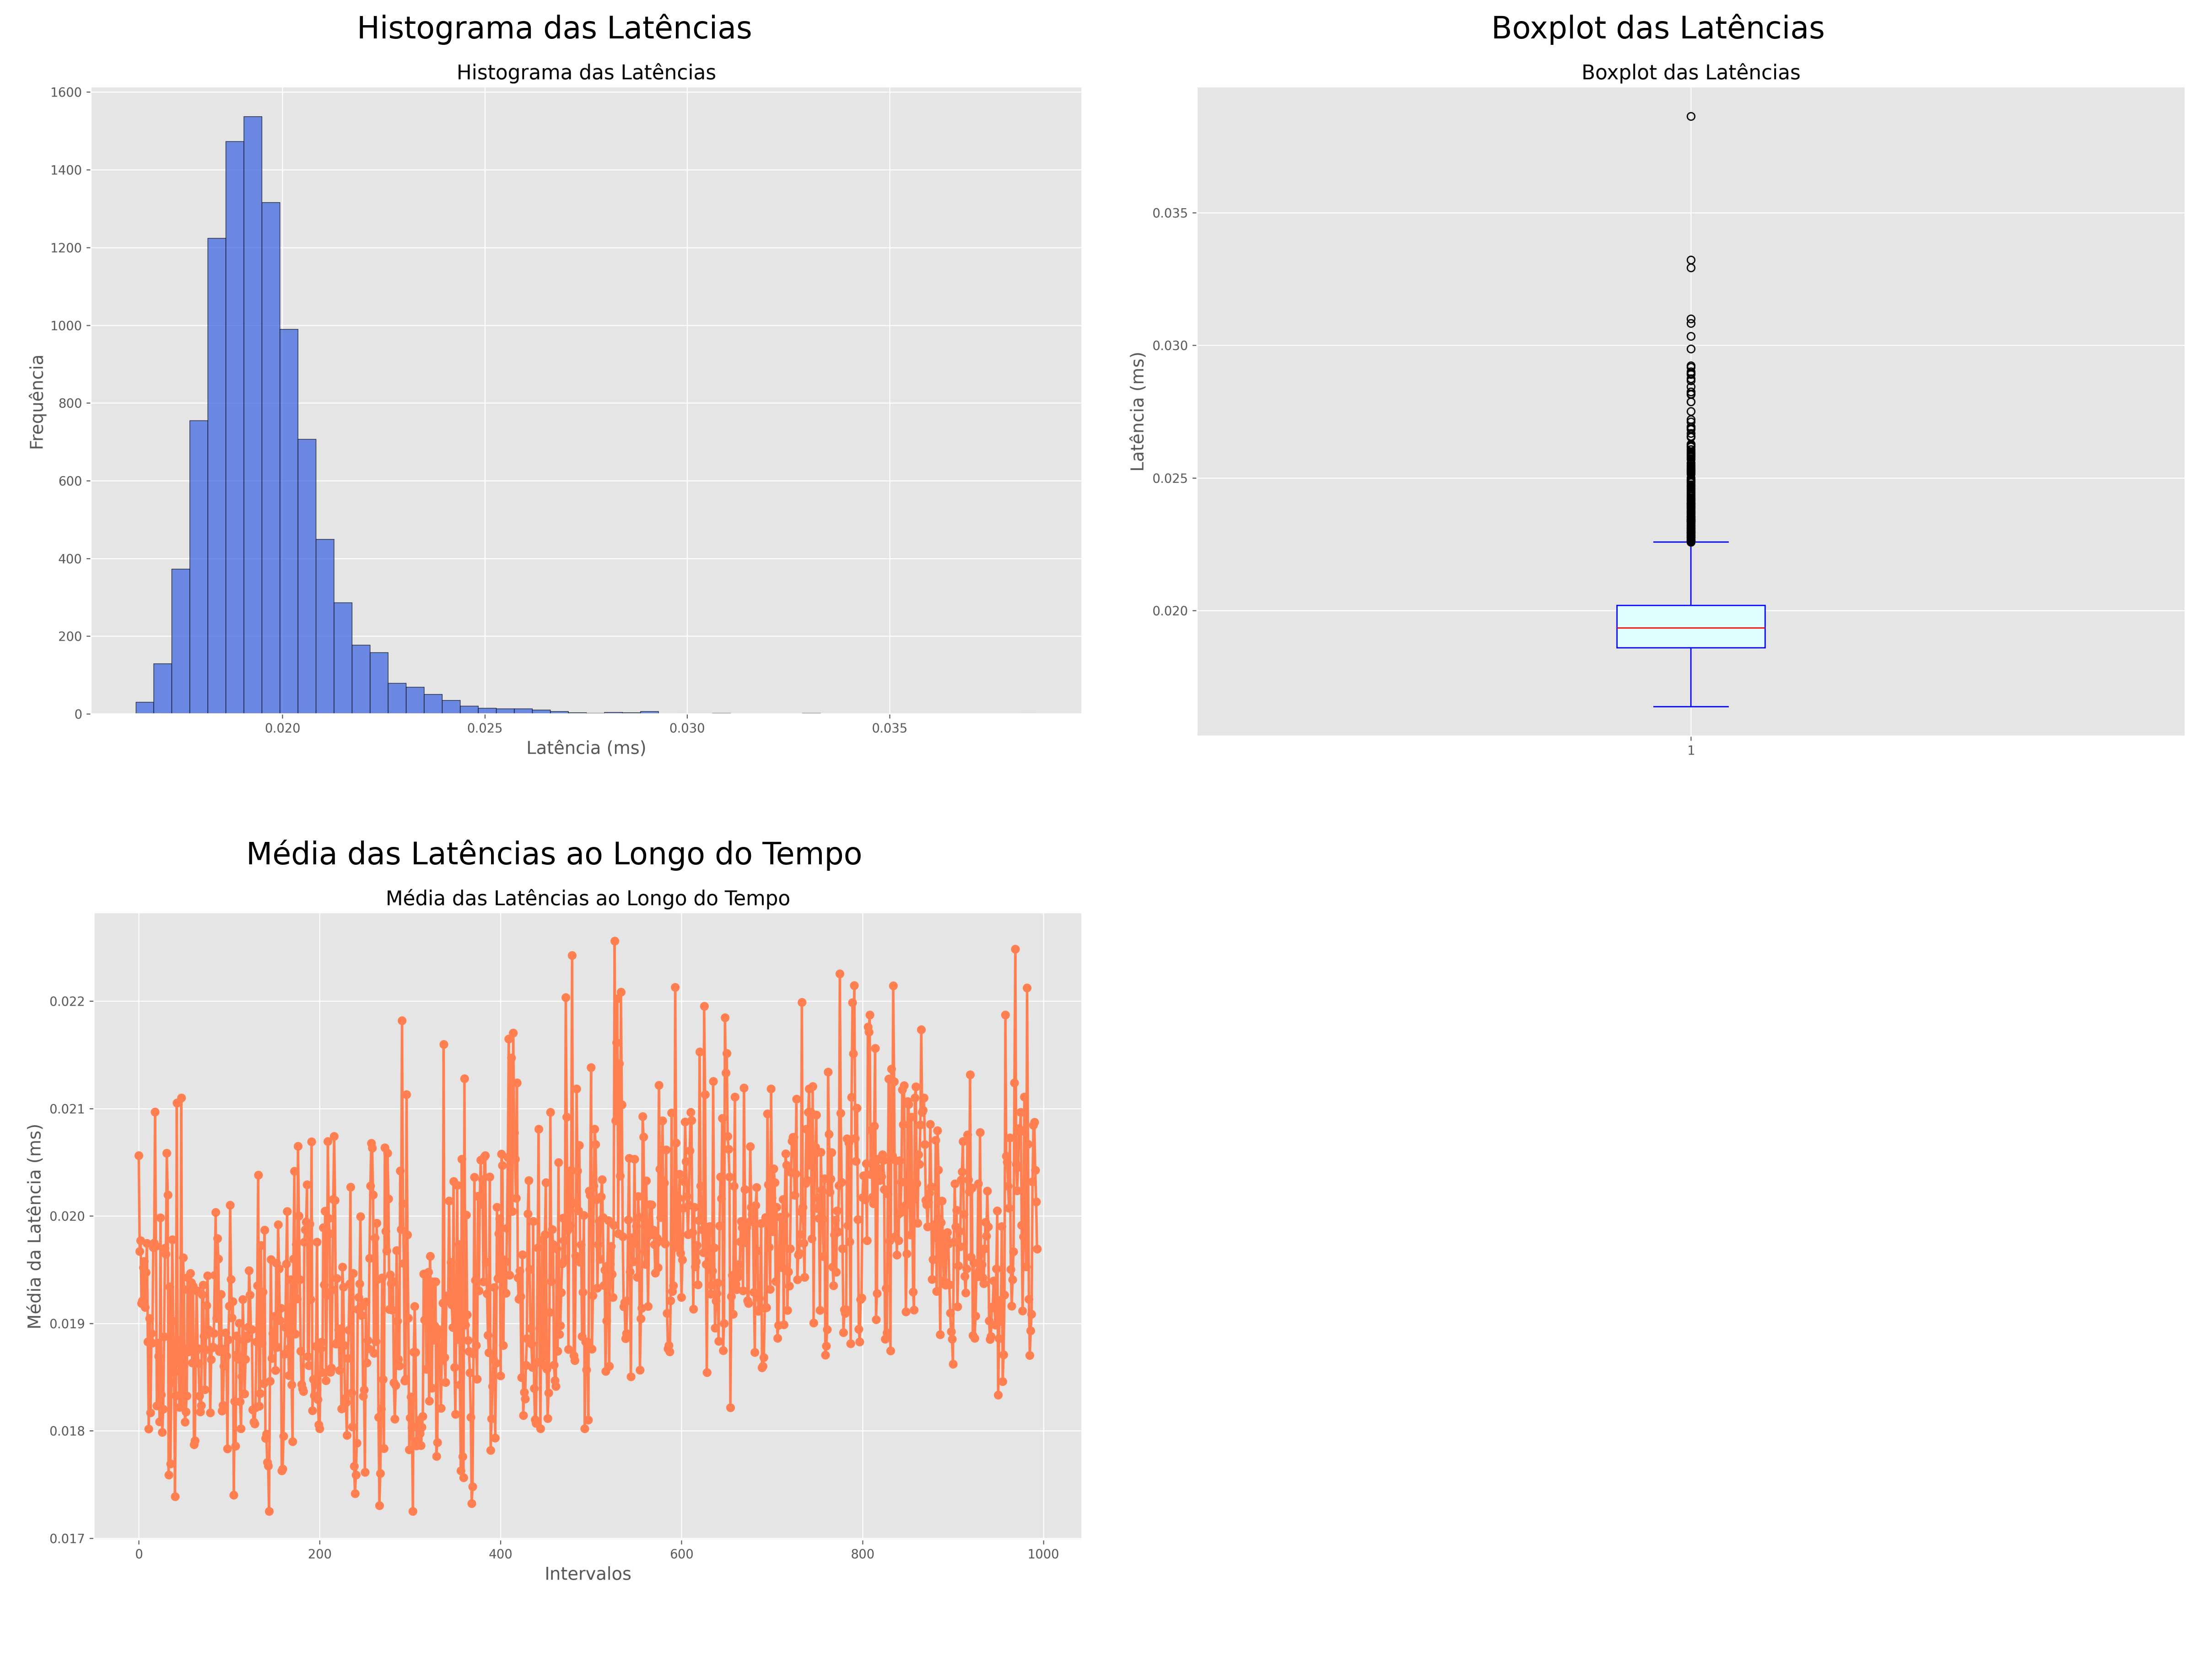 Histograma das Latências
Histograma das Latências
1600
1400
1200
1000
800
600
400
200
0
Frequência
0.020 0.025 0.030 0.035
Latência (ms)
Boxplot das Latências
Boxplot das Latências
0.035
0.030
0.025
0.020
Latência (ms)
1
Média das Latências ao Longo do Tempo
Média das Latências ao Longo do Tempo
0.022
0.021
0.020
0.019
0.018
0.017
Média da Latência (ms)
0 200 400 600 800 1000
Intervalos